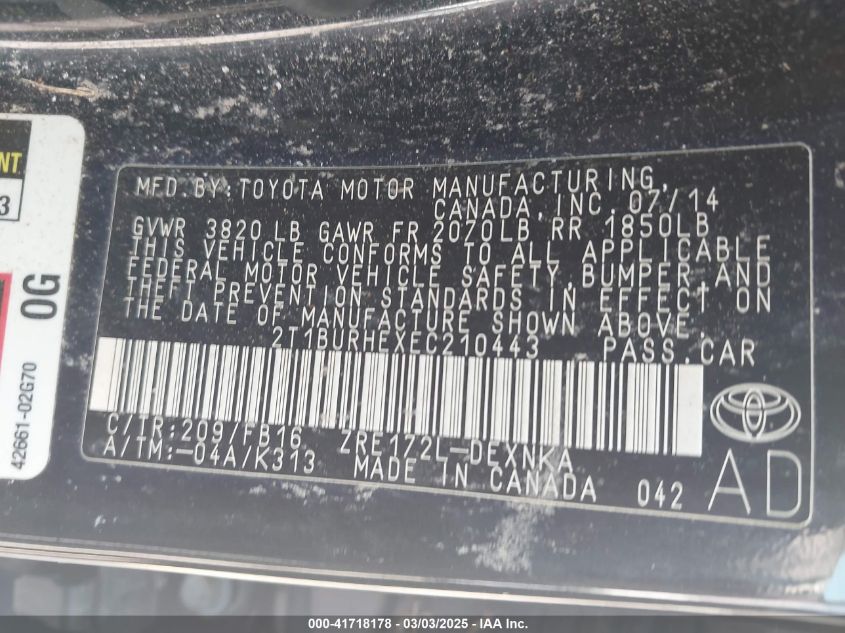 NT
3
0G
42661-02G70
MFD.BY:TOYOTA MOTOR MANUFACTURING,
CANADA,INC. 07/14
GVWR 3820 LB GAWR FR 2070LB RR 1850LB
THIS VEHICLE CONFORMS TO ALL APPLICABLE
FEDERAL MOTOR VEHICLE SAFETY,BUMPER,AND
THEFT PREVENTION STANDARDS IN EFFECT ON
THE DATE OF MANUFACTURE SHOWN ABOVE.
2T1BURHEXEC210443 PASS.CAR
C/TR:209/FB16 ZRE172L-DEXNKA
A/TM:-04A/K313 MADE IN CANADA 042 AD
000-41718178 - 03/03/2025 - Copyright © IAA, Inc.